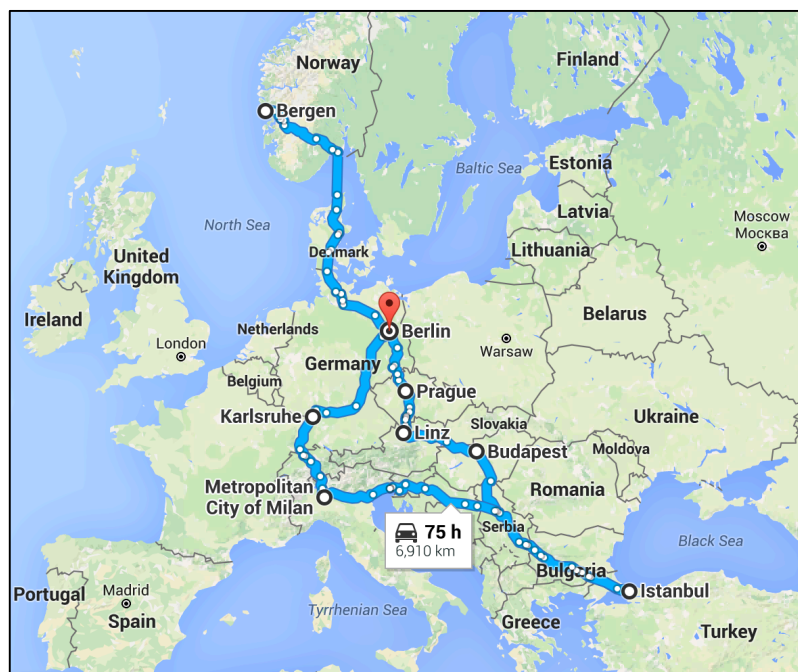 Norway
Finland
Bergen
Baltic Sea
Estonia
North Sea
Latvia
Moscow
Москва
Denmark
Lithuania
United
Kingdom
Belarus
Ireland
Netherlands
Berlin
London
Warsaw
Germany
Belgium
Prague
Karlsruhe
Ukraine
Linz
Slovakia
Budapest
Moldova
Metropolitan
City of Milan
Romania
75 h
6,910 km
Serbia
Black Sea
Bulgaria
Portugal
Madrid
Istanbul
Spain
Tyrrhenian Sea
Greece
Turkey